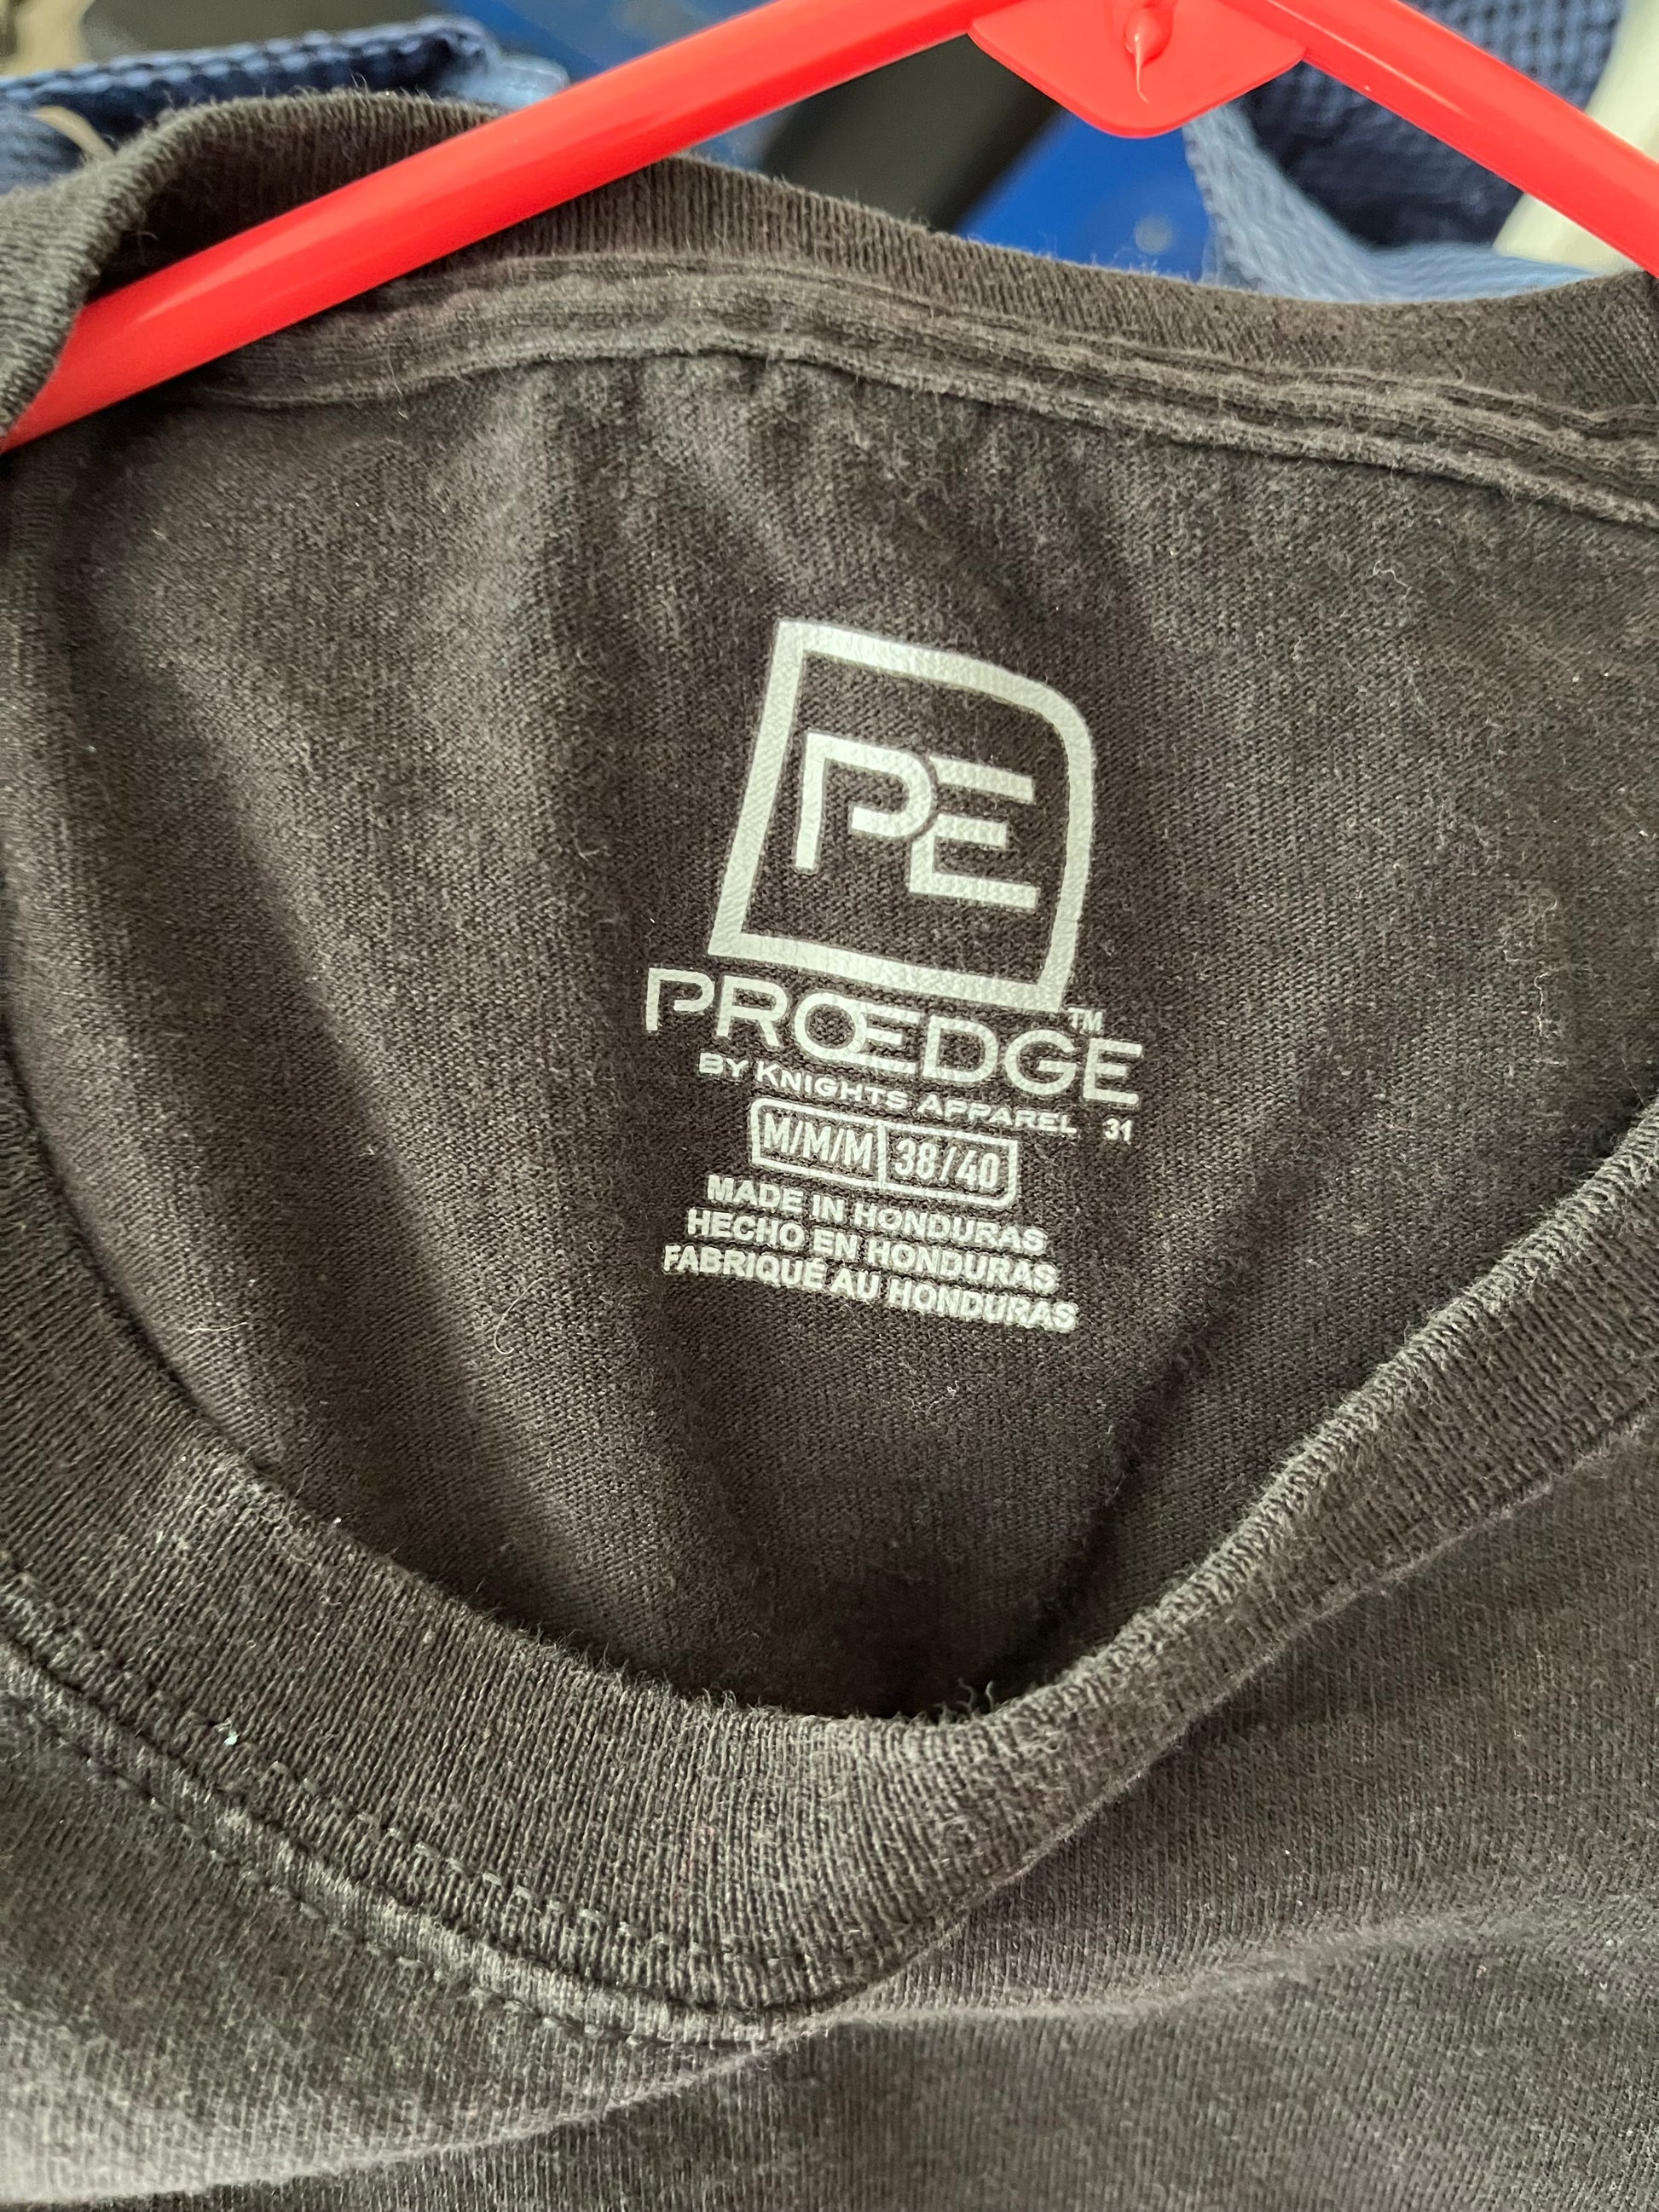 PE
PROEDGE™
BY KNIGHTS APPAREL 31
M/M/M 38/40
MADE IN HONDURAS
HECHO EN HONDURAS
FABRIQUÉ AU HONDURAS